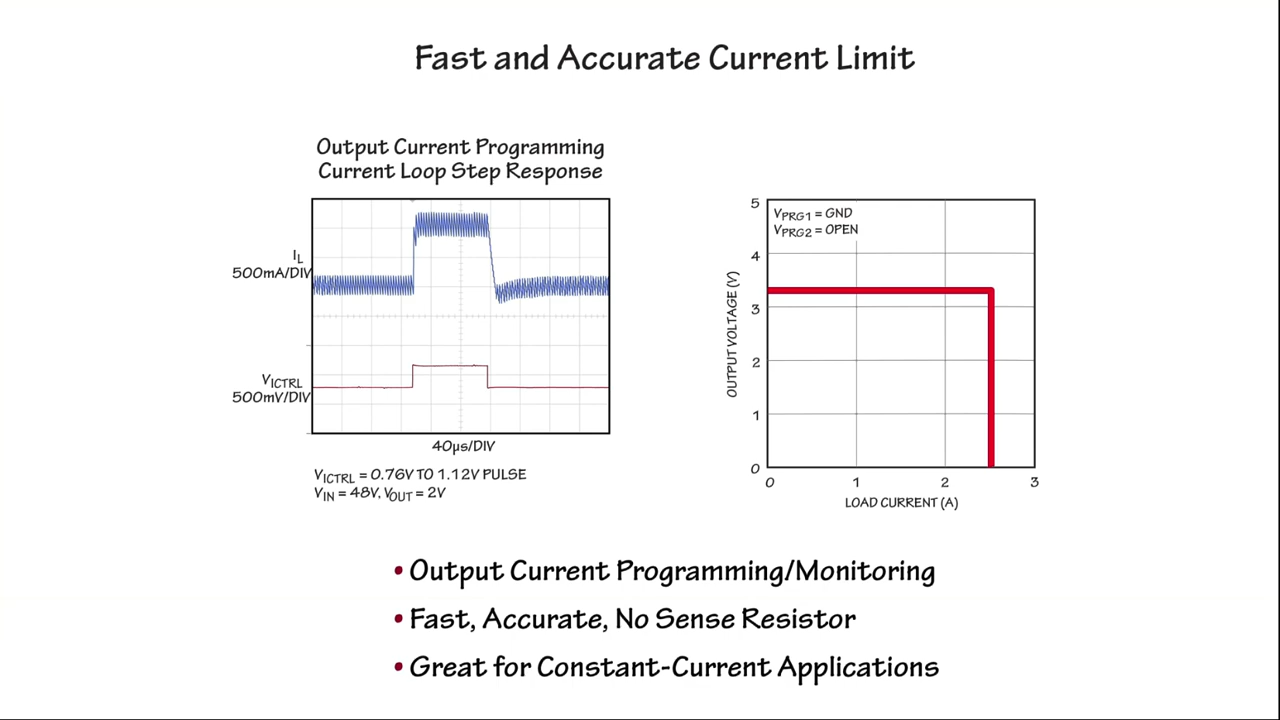 Fast and Accurate Current Limit
Output Current Programming
Current Loop Step Response
IL
500mA/DIV
VICTRL
500mV/DIV
40µs/DIV
VICTRL = 0.76V TO 1.12V PULSE
VIN = 48V, VOUT = 2V
VPRG1 = GND
VPRG2 = OPEN
OUTPUT VOLTAGE (V)
5
4
3
2
1
0
0 1 2 3
LOAD CURRENT (A)
• Output Current Programming/Monitoring
• Fast, Accurate, No Sense Resistor
• Great for Constant-Current Applications